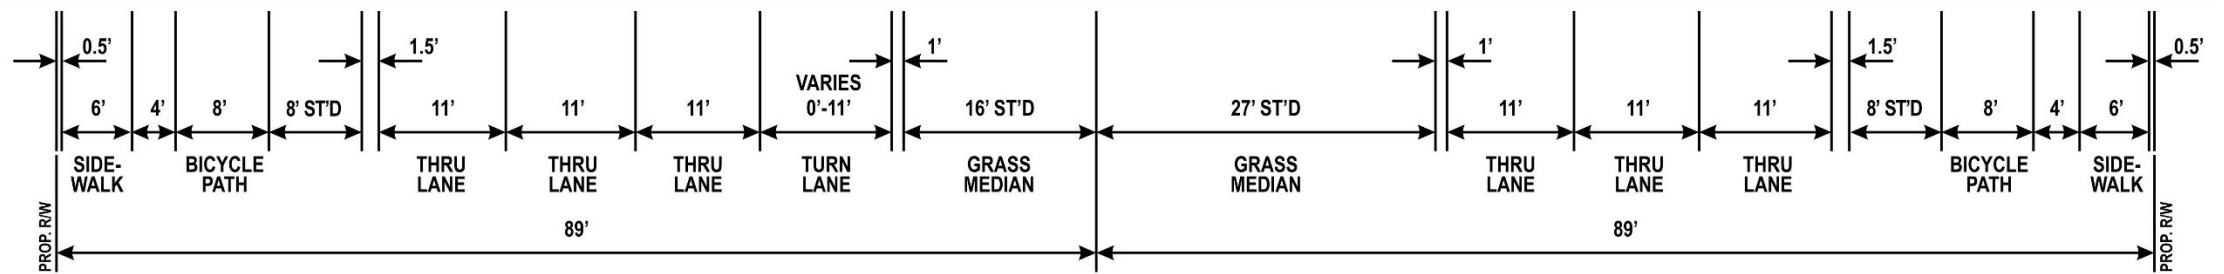 0.5’ 1.5’ 1’ 1’ 1.5’ 0.5’
VARIES
6’ 4’ 8’ 8’ ST’D 11’ 11’ 11’ 0’-11’ 16’ ST’D 27’ ST’D 11’ 11’ 11’ 8’ ST’D 8’ 4’ 6’
SIDE- BICYCLE THRU THRU THRU TURN GRASS GRASS THRU THRU THRU BICYCLE SIDE-
WALK PATH LANE LANE LANE LANE MEDIAN MEDIAN LANE LANE LANE PATH WALK
PROP. R/W 89’ 89’ PROP. R/W